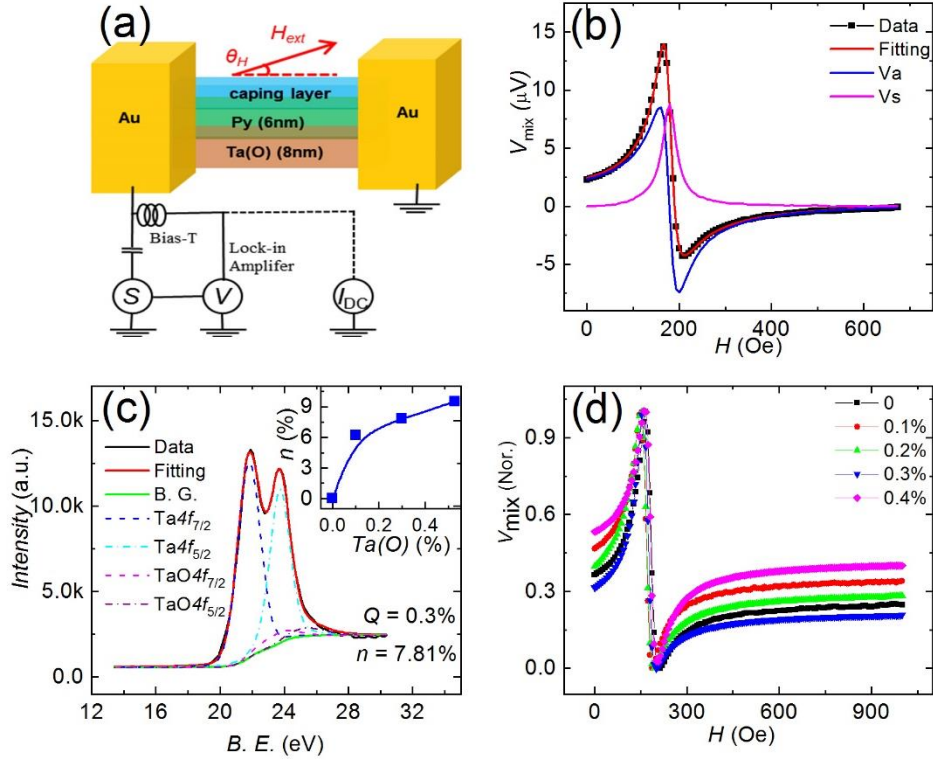 (a)
H_ext
θ_H
Au
caping layer
Py (6nm)
Ta(O) (8nm)
Au
Bias-T
Lock-in
Amplifer
S
V
I_DC
(b)
V_mix (μV)
15
10
5
0
-5
0 200 400 600
H (Oe)
Data
Fitting
Va
Vs
(c)
Intensity (a.u.)
15.0k
10.0k
5.0k
0.0
12 16 20 24 28 32
B. E. (eV)
Data
Fitting
B. G.
Ta4f7/2
Ta4f5/2
TaO4f7/2
TaO4f5/2
n (%)
9
6
3
0
0.0 0.2 0.4
Ta(O) (%)
Q = 0.3%
n = 7.81%
(d)
Vmix (Nor.)
0.9
0.6
0.3
0.0
0 300 600 900
H (Oe)
0
0.1%
0.2%
0.3%
0.4%